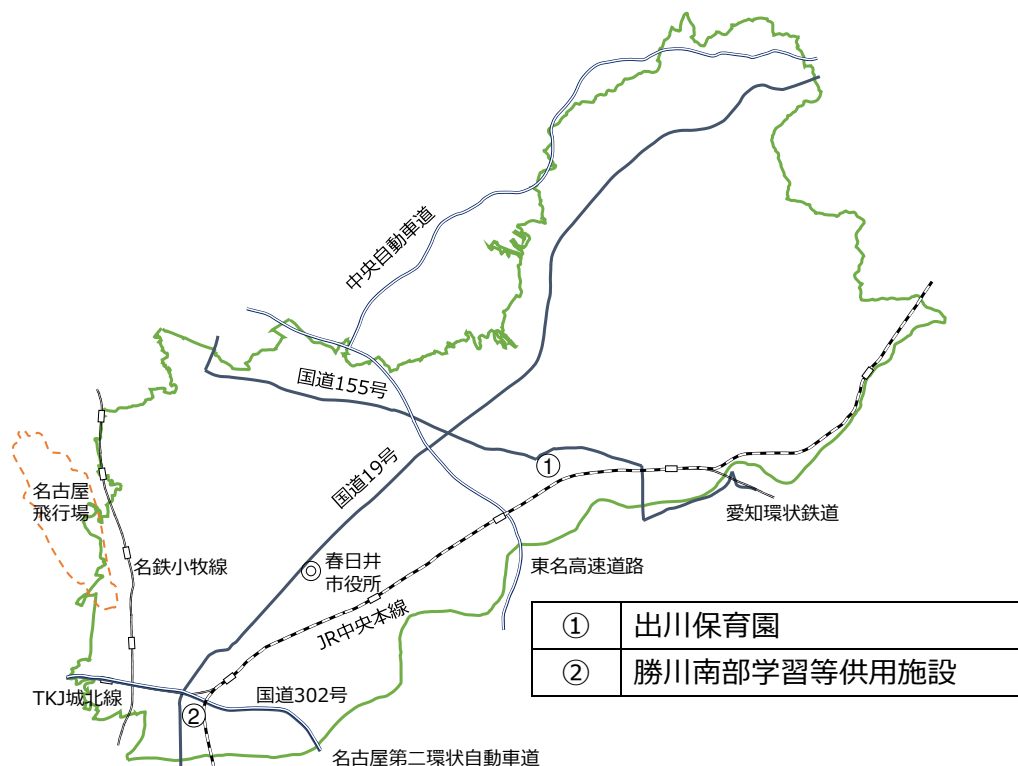 中央自動車道
国道155号
国道19号
①
名古屋
飛行場
愛知環状鉄道
名鉄小牧線
春日井
市役所
東名高速道路
JR中央本線
① 出川保育園
② 勝川南部学習等供用施設
TKJ城北線
国道302号
②
名古屋第二環状自動車道